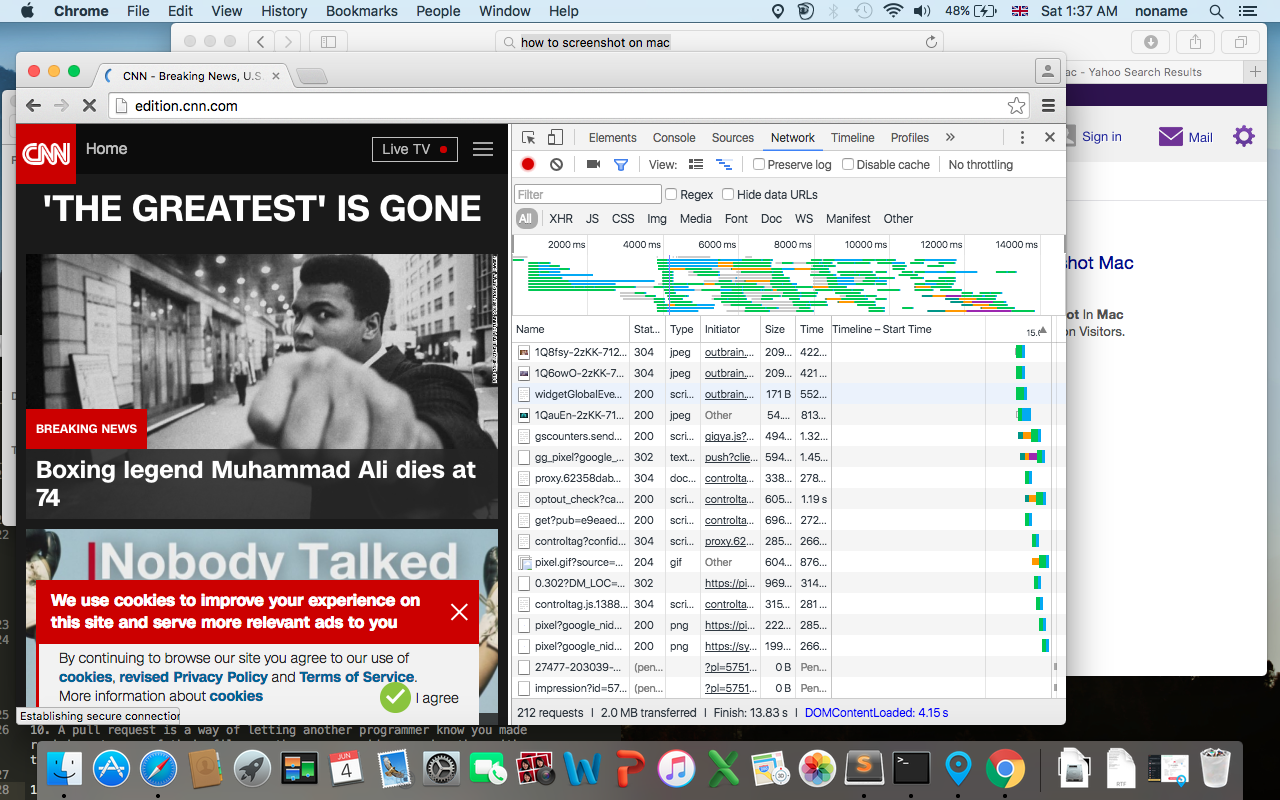 Chrome File Edit View History Bookmarks People Window Help 48% Sat 1:37 AM noname
how to screenshot on mac
CNN - Breaking News, U.S.
ac - Yahoo Search Results
edition.cnn.com
Sign in Mail
CNN Home Live TV
'THE GREATEST' IS GONE
BREAKING NEWS
Boxing legend Muhammad Ali dies at
74
Nobody Talked
We use cookies to improve your experience on
this site and serve more relevant ads to you
By continuing to browse our site you agree to our use of
cookies, revised Privacy Policy and Terms of Service.
More information about cookies
I agree
Establishing secure connection
Elements Console Sources Network Timeline Profiles »
View: Preserve log Disable cache No throttling
Filter Regex Hide data URLs
All XHR JS CSS Img Media Font Doc WS Manifest Other
2000 ms 4000 ms 6000 ms 8000 ms 10000 ms 12000 ms 14000 ms
Name Stat... Type Initiator Size Time Timeline – Start Time
1Q8fsy-2zKK-712... 304 jpeg outbrain.... 209... 422...
1Q6owO-2zKK-7... 304 jpeg outbrain.... 209... 421...
widgetGlobalEve... 200 scri... outbrain.... 171 B 552...
1QauEn-2zKK-71... 200 jpeg Other 54.... 813...
gscounters.send... 200 scri... gigya.js?... 494... 1.32...
gg_pixel?google_... 302 text... push?clie... 594... 1.45...
proxy.62358dab... 304 doc... controlta... 338... 278...
optout_check?ca... 200 scri... controlta... 605... 1.19 s
get?pub=e9eaed... 200 scri... controlta... 696... 272...
controltag?confid... 304 scri... proxy.62... 285... 266...
pixel.gif?source=... 204 gif Other 604... 876...
0.302?DM_LOC=... 302 https://pi... 969... 314...
controltag.js.1388... 304 scri... controlta... 315... 281...
pixel?google_nid... 200 png https://pi... 222... 285...
pixel?google_nid... 200 png https://sy... 199... 266...
27477-203039-... (pen... ?pl=5751... 0 B Pen...
impression?id=57... (pen... ?pl=5751... 0 B Pen...
212 requests | 2.0 MB transferred | Finish: 13.83 s | DOMContentLoaded: 4.15 s
hot Mac
ot In Mac
on Visitors.
22
23
24
25
26 10. A pull request is a way of letting another programmer know you made
27
28
JUN
4